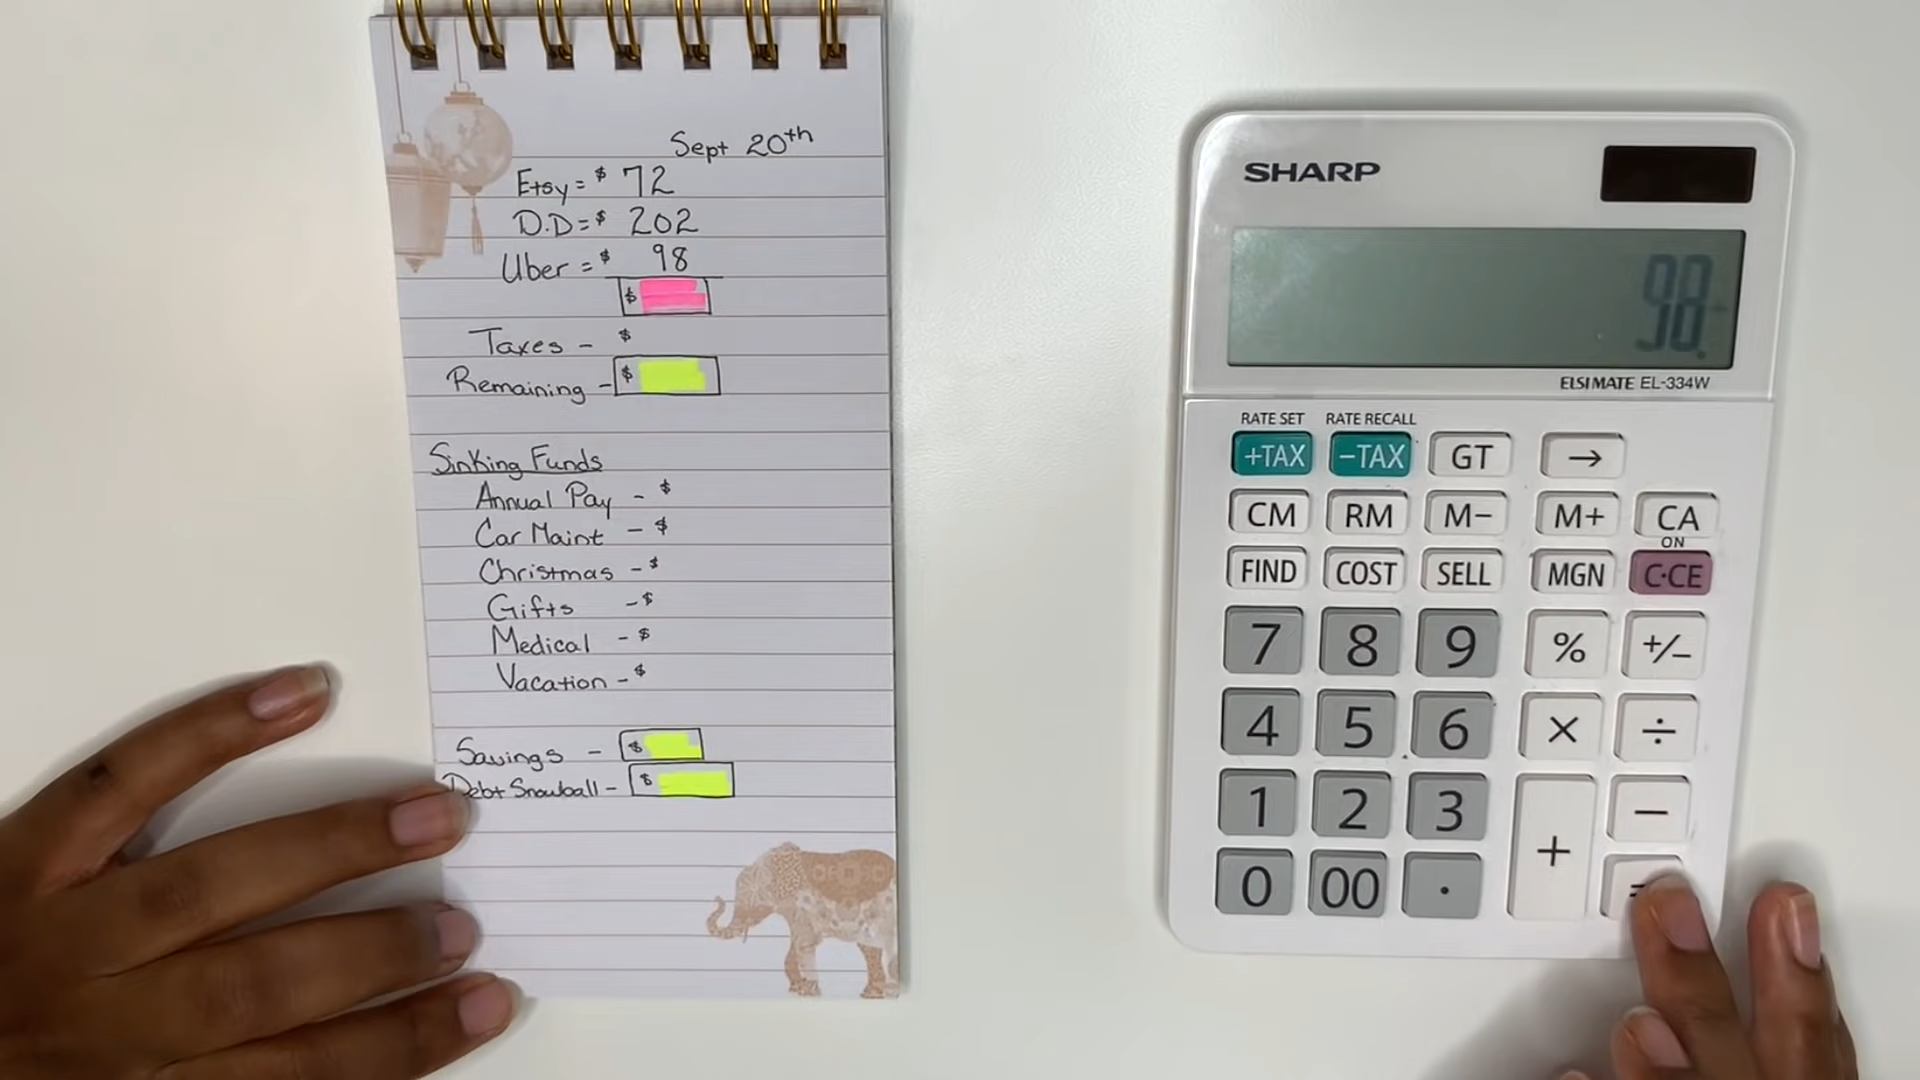 Sept 20th
Etsy = $ 72
D.D = $ 202
Uber = $ 98
$
Taxes - $
Remaining - $
Sinking Funds
Annual Pay - $
Car Maint - $
Christmas - $
Gifts - $
Medical - $
Vacation - $
Savings - $
Debt Snowball - $
SHARP
98.
ELSIMATE EL-334W
RATE SET RATE RECALL
+TAX -TAX GT →
CM RM M- M+ CA
ON
FIND COST SELL MGN C·CE
7 8 9 % +/-
4 5 6 × ÷
1 2 3 + -
0 00 · =